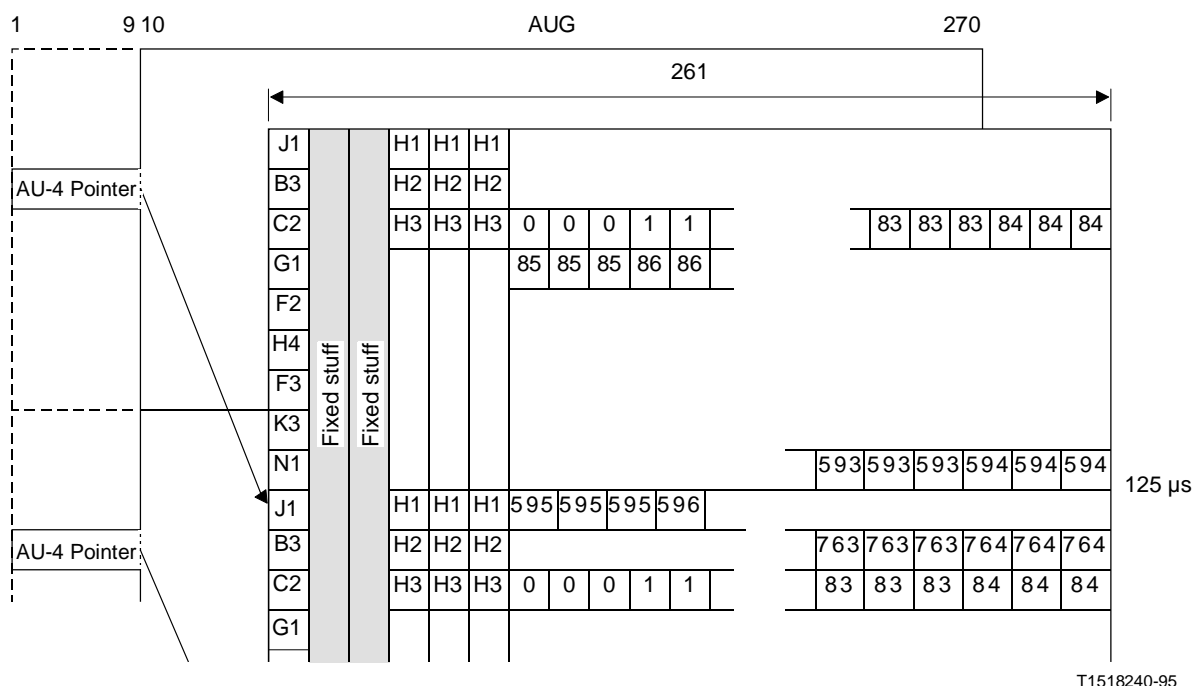 1 9 10 AUG 270
261
J1 H1 H1 H1
AU-4 Pointer B3 H2 H2 H2
C2 H3 H3 H3 0 0 0 1 1 83 83 83 84 84 84
G1 85 85 85 86 86
F2
H4
F3
K3
Fixed stuff
Fixed stuff
N1 593 593 593 594 594 594
125 µs
J1 H1 H1 H1 595 595 595 596
AU-4 Pointer B3 H2 H2 H2 763 763 763 764 764 764
C2 H3 H3 H3 0 0 0 1 1 83 83 83 84 84 84
G1
T1518240-95